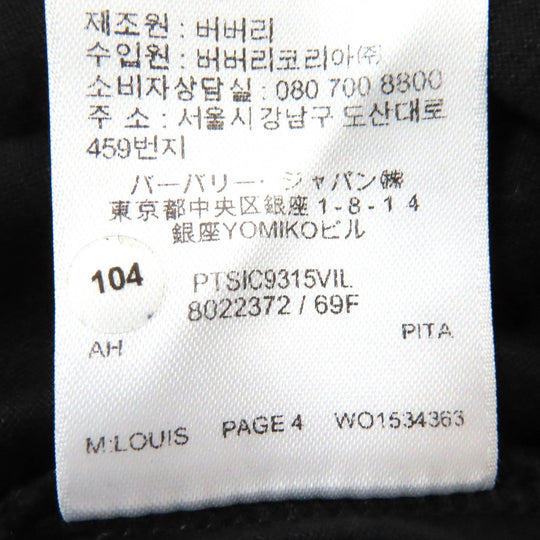 제조원 : 버버리
수입원 : 버버리코리아(주)
소비자상담실 : 080 700 8800
주 소 : 서울시강남구 도산대로
459번지
バーバリー・ジャパン㈱
東京都中央区銀座1-8-14
銀座YOMIKOビル
104
PTSIC9315VIL
8022372 / 69F
AH PITA
M:LOUIS PAGE 4 WO1534363